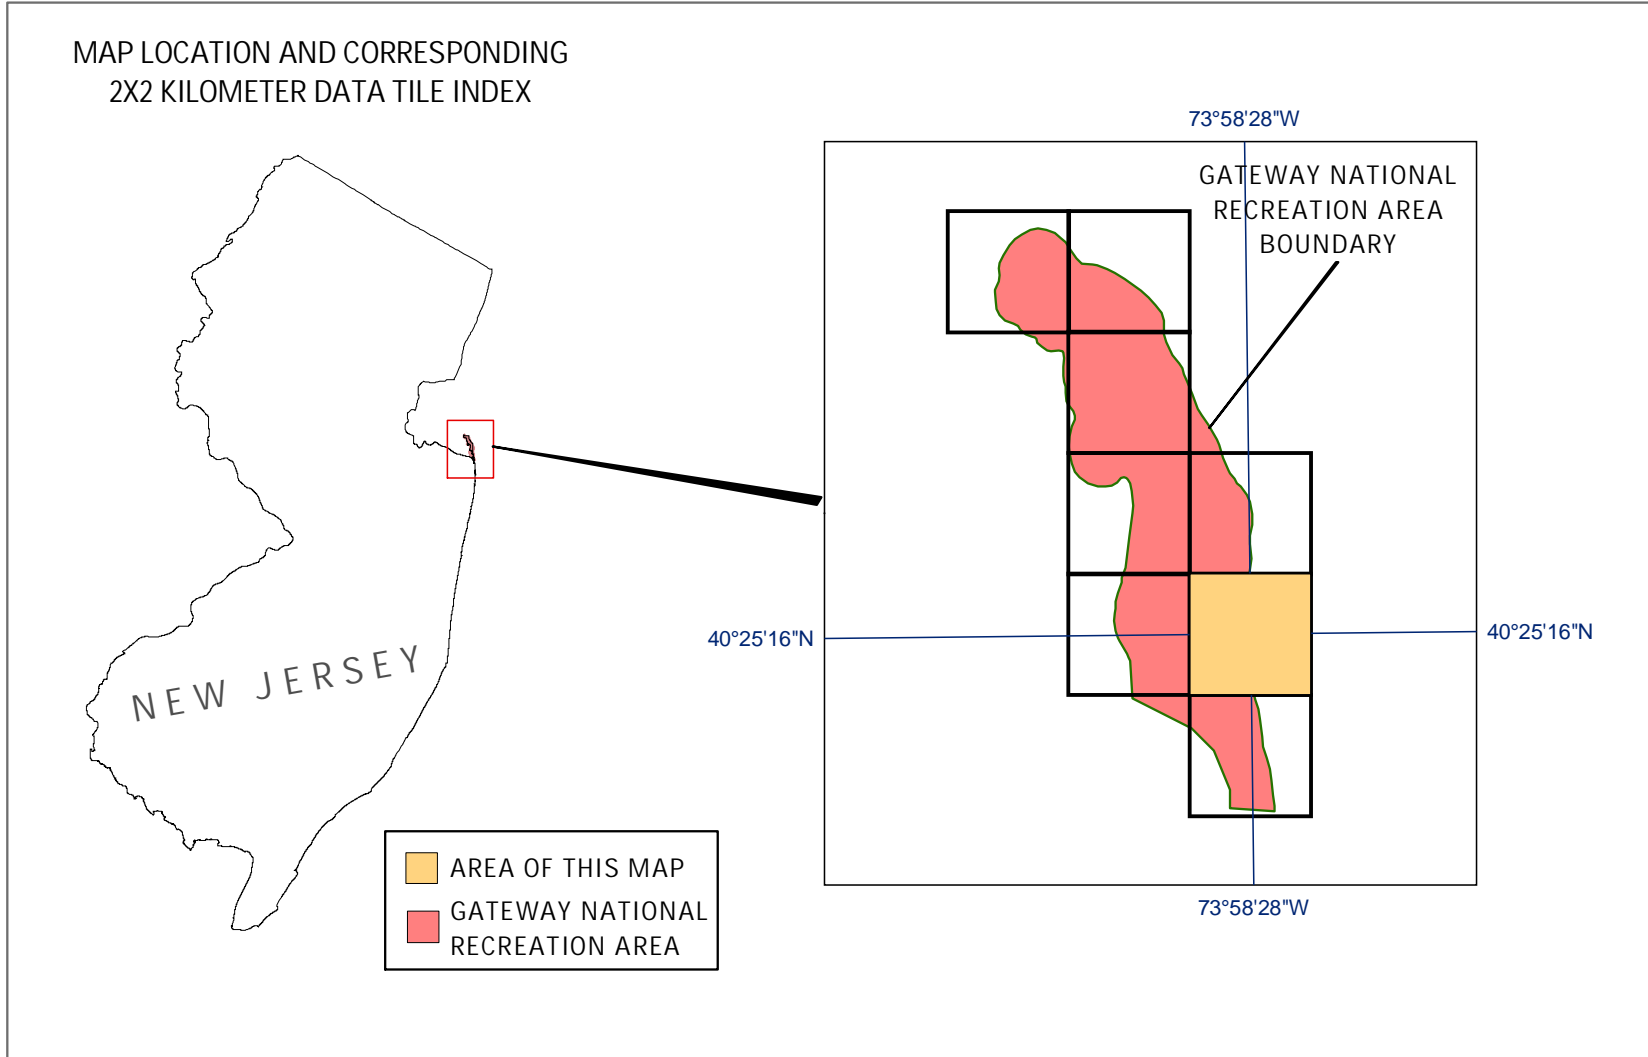 MAP LOCATION AND CORRESPONDING
2X2 KILOMETER DATA TILE INDEX
73°58'28"W
GATEWAY NATIONAL
RECREATION AREA
BOUNDARY
40°25'16"N
40°25'16"N
NEW JERSEY
AREA OF THIS MAP
GATEWAY NATIONAL
RECREATION AREA
73°58'28"W